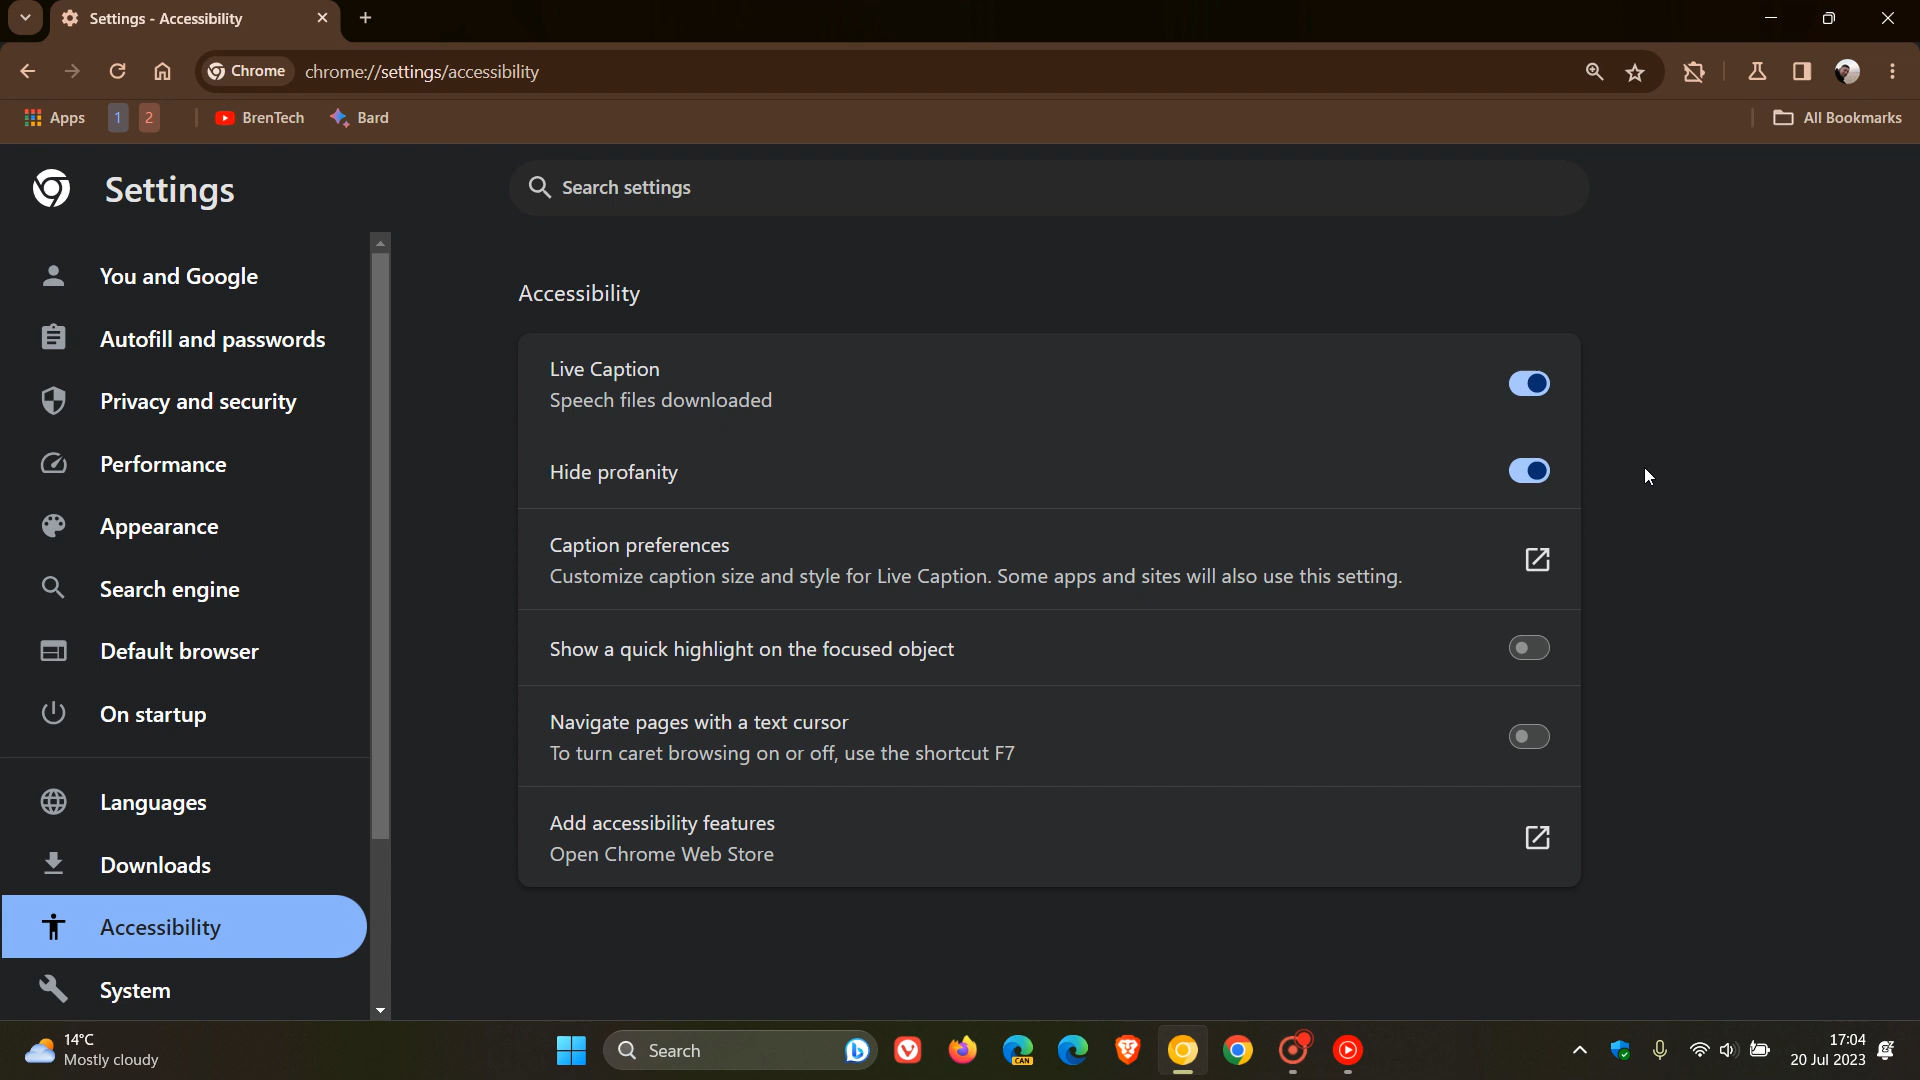 Settings - Accessibility
Chrome
chrome://settings/accessibility
Apps
1
2
BrenTech
Bard
All Bookmarks
Settings
Search settings
You and Google
Autofill and passwords
Privacy and security
Performance
Appearance
Search engine
Default browser
On startup
Languages
Downloads
Accessibility
System
Accessibility
Live Caption
Speech files downloaded
Hide profanity
Caption preferences
Customize caption size and style for Live Caption. Some apps and sites will also use this setting.
Show a quick highlight on the focused object
Navigate pages with a text cursor
To turn caret browsing on or off, use the shortcut F7
Add accessibility features
Open Chrome Web Store
14°C
Mostly cloudy
Search
CAN
17:04
20 Jul 2023